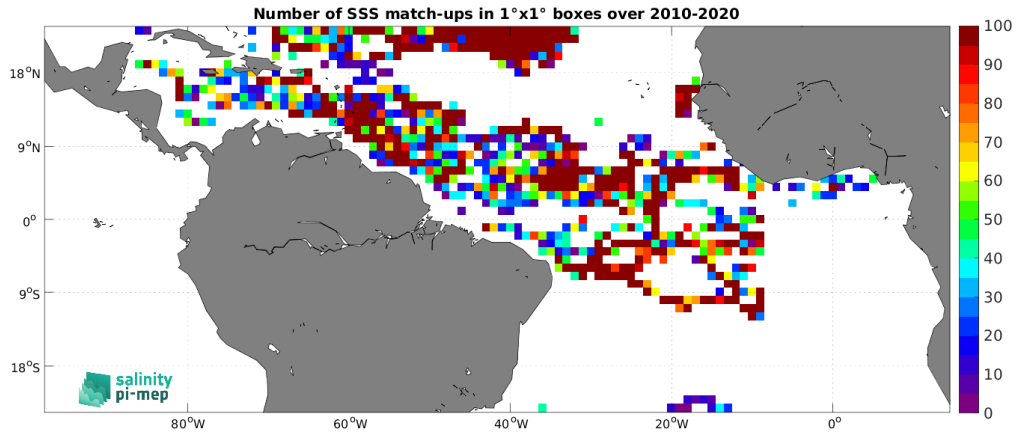 Number of SSS match-ups in 1°x1° boxes over 2010-2020
18°N
9°N
0°
9°S
18°S
80°W
60°W
40°W
20°W
0°
100
90
80
70
60
50
40
30
20
10
0
salinity
pi-mep